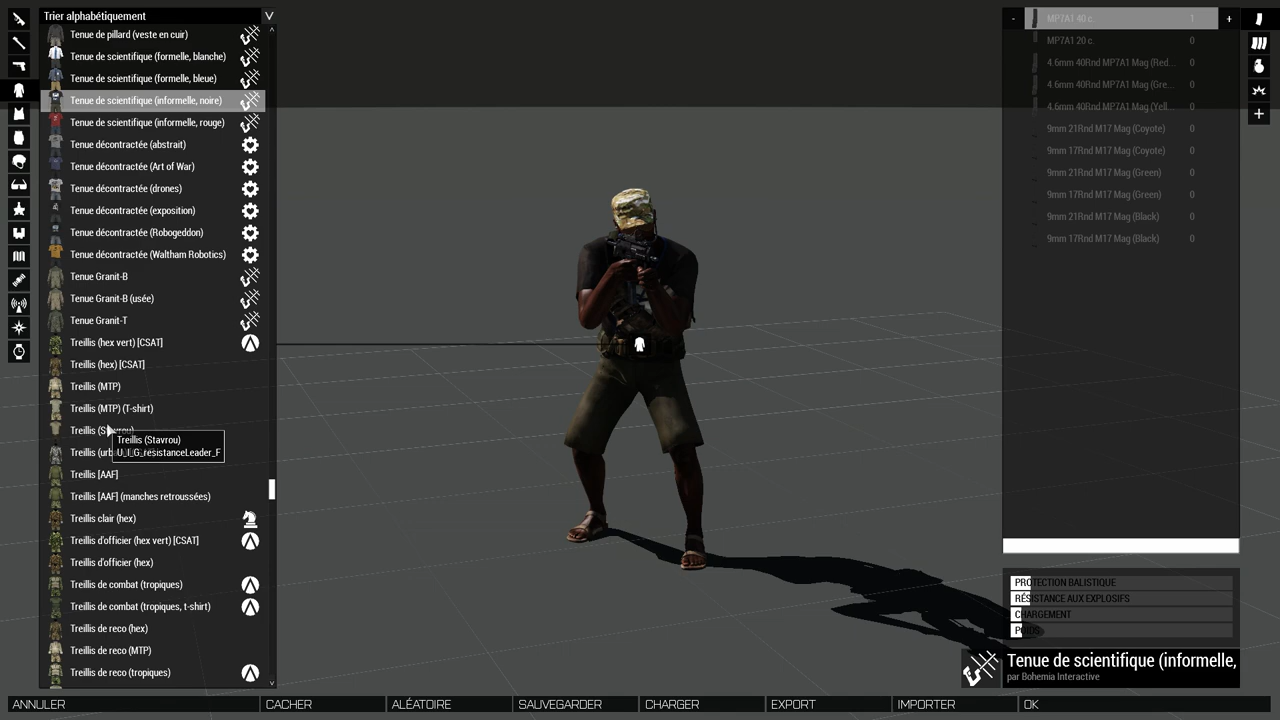 Trier alphabétiquement
Tenue de pillard (veste en cuir)
Tenue de scientifique (formelle, blanche)
Tenue de scientifique (formelle, bleue)
Tenue de scientifique (informelle, noire)
Tenue de scientifique (informelle, rouge)
Tenue décontractée (abstrait)
Tenue décontractée (Art of War)
Tenue décontractée (drones)
Tenue décontractée (exposition)
Tenue décontractée (Robogeddon)
Tenue décontractée (Waltham Robotics)
Tenue Granit-B
Tenue Granit-B (usée)
Tenue Granit-T
Treillis (hex vert) [CSAT]
Treillis (hex) [CSAT]
Treillis (MTP)
Treillis (MTP) (T-shirt)
Treillis (Stavrou)
Treillis (Stavrou)
U_I_G_resistanceLeader_F
Treillis (urb
Treillis [AAF]
Treillis [AAF] (manches retroussées)
Treillis clair (hex)
Treillis d'officier (hex vert) [CSAT]
Treillis d'officier (hex)
Treillis de combat (tropiques)
Treillis de combat (tropiques, t-shirt)
Treillis de reco (hex)
Treillis de reco (MTP)
Treillis de reco (tropiques)
- MP7A1 40 c. 1 +
MP7A1 20 c. 0
4.6mm 40Rnd MP7A1 Mag (Red... 0
4.6mm 40Rnd MP7A1 Mag (Gre... 0
4.6mm 40Rnd MP7A1 Mag (Yell... 0
9mm 21Rnd M17 Mag (Coyote) 0
9mm 17Rnd M17 Mag (Coyote) 0
9mm 21Rnd M17 Mag (Green) 0
9mm 17Rnd M17 Mag (Green) 0
9mm 21Rnd M17 Mag (Black) 0
9mm 17Rnd M17 Mag (Black) 0
PROTECTION BALISTIQUE
RÉSISTANCE AUX EXPLOSIFS
CHARGEMENT
POIDS
Tenue de scientifique (informelle,
par Bohemia Interactive
ANNULER CACHER ALÉATOIRE SAUVEGARDER CHARGER EXPORT IMPORTER OK